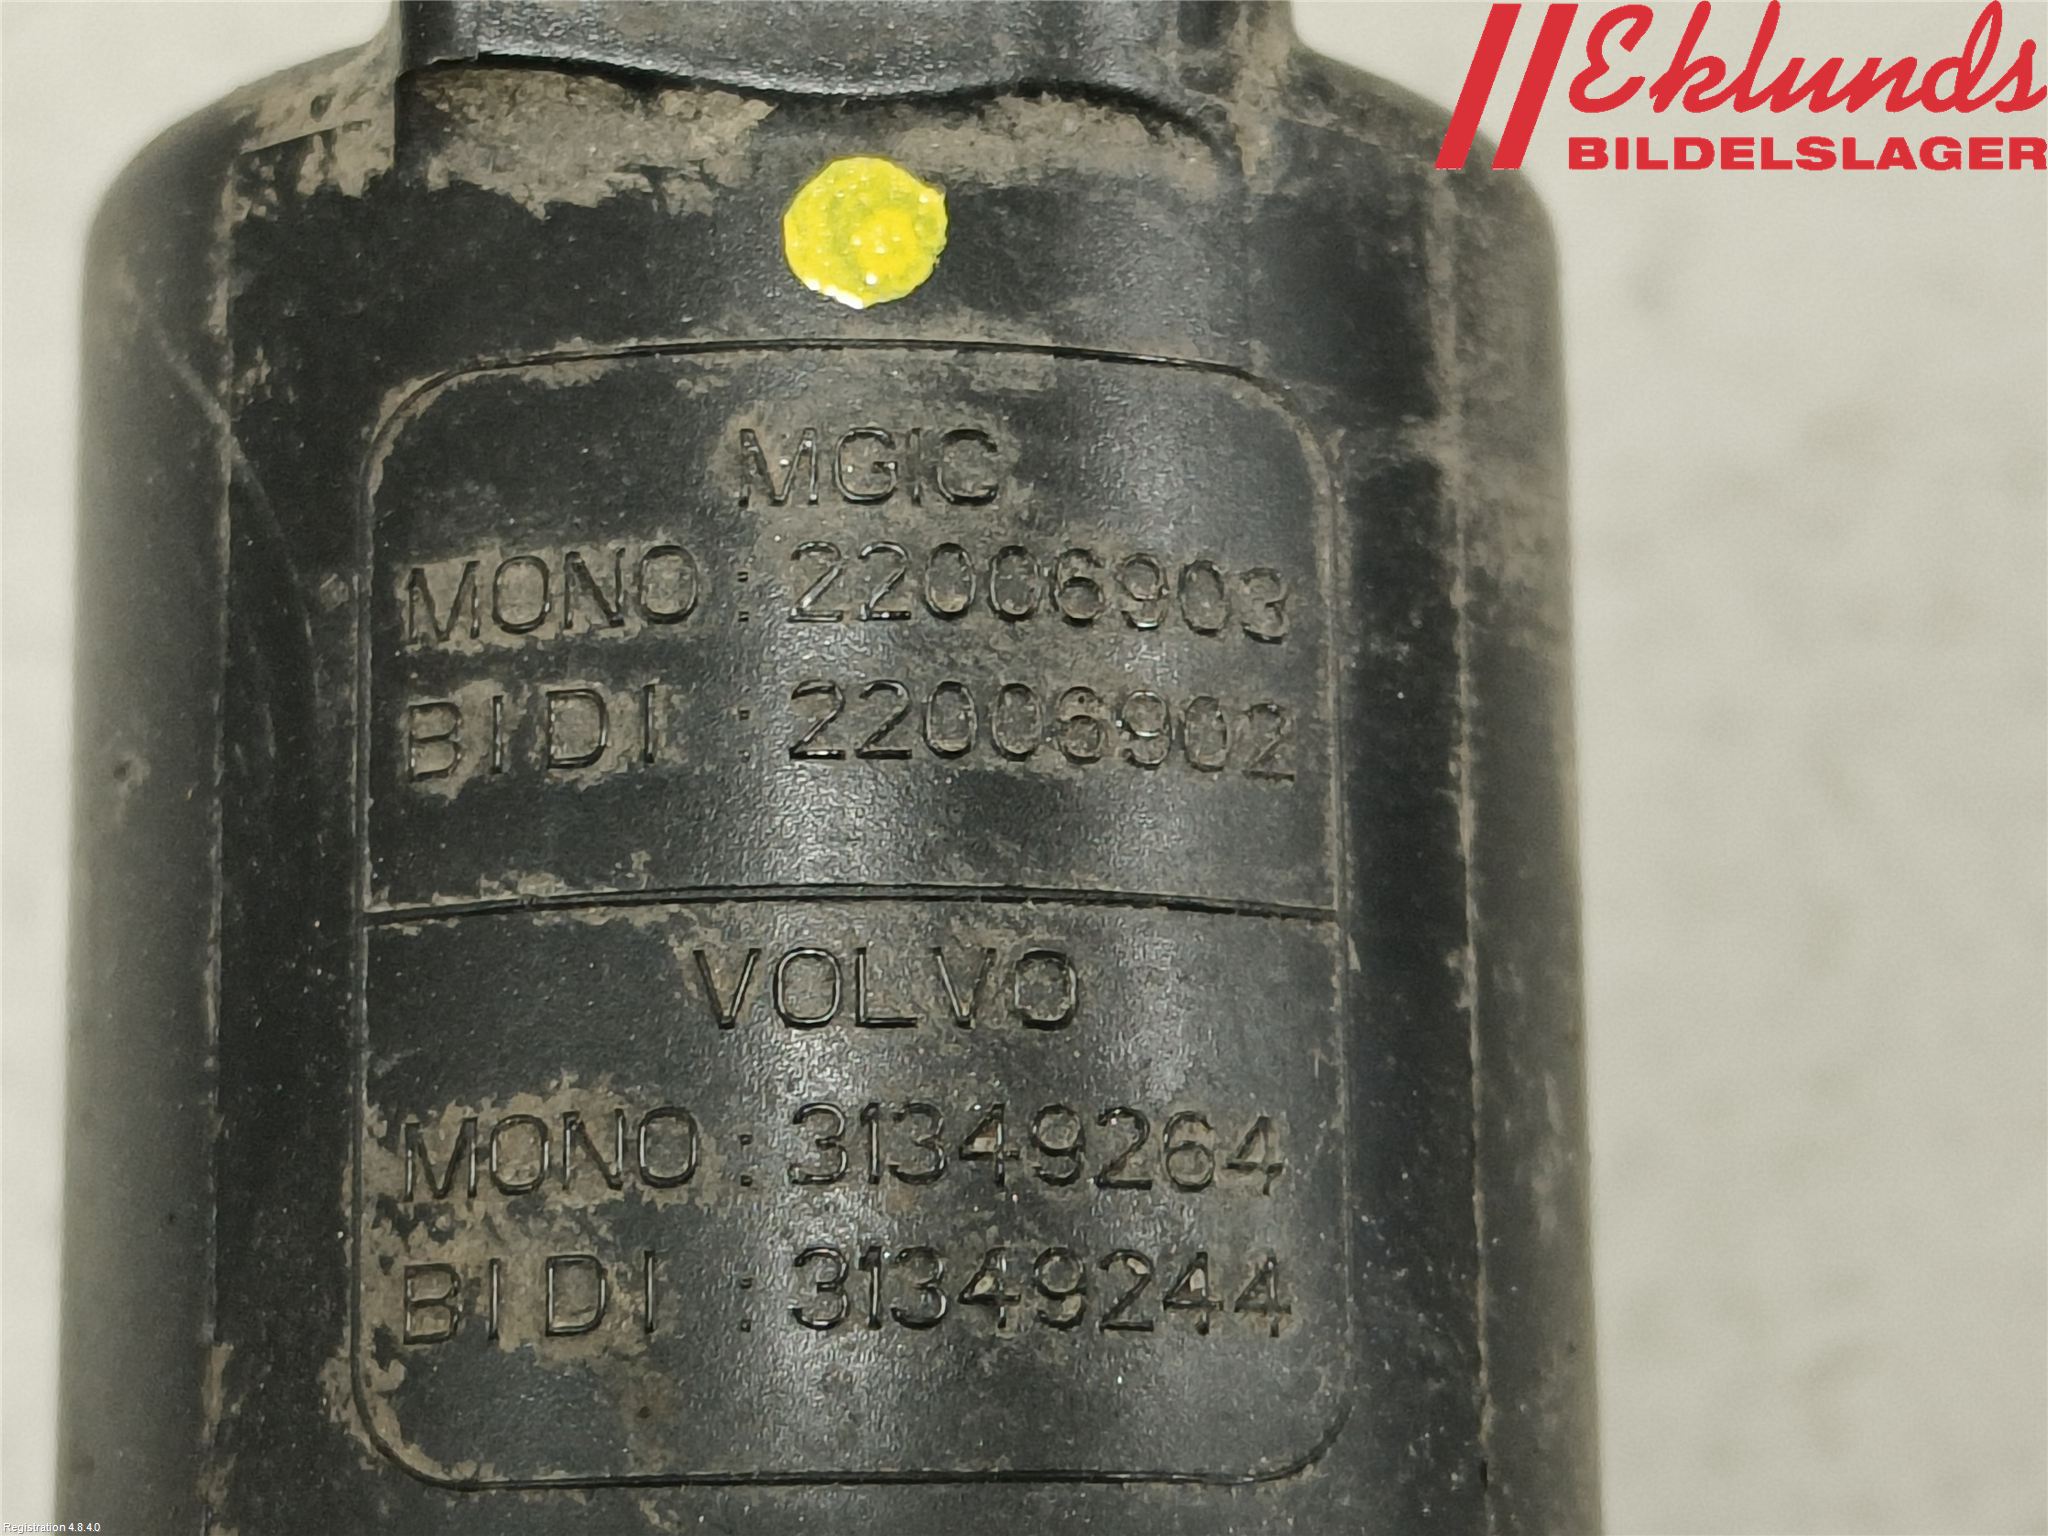 Eklunds
BILDELSLAGER
MGIC
MONO : 22006903
BIDI : 22006902
VOLVO
MONO : 31349264
BIDI : 31349244
Registration 4.8.4.0